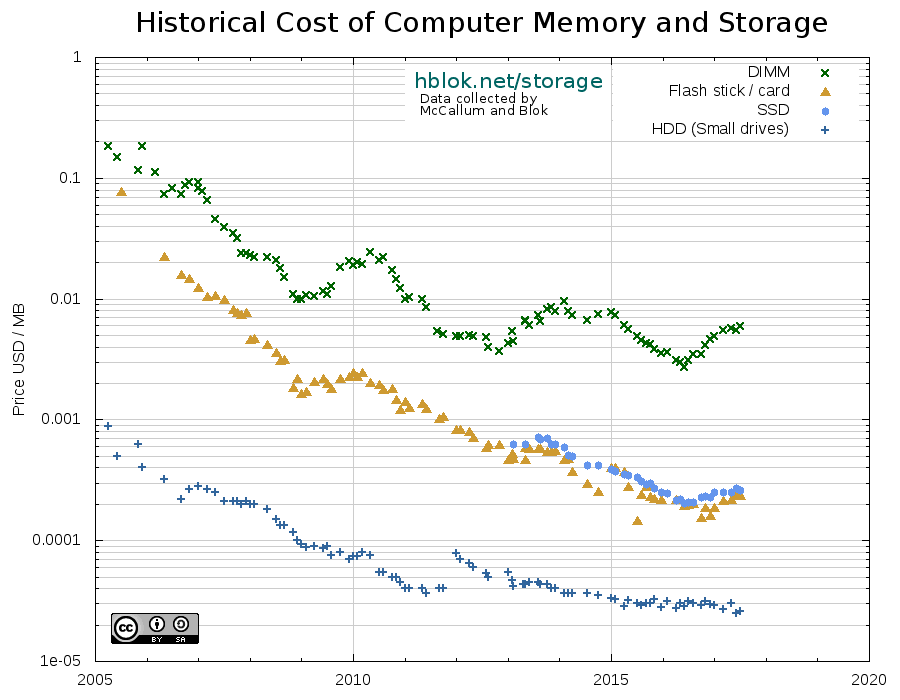 Historical Cost of Computer Memory and Storage
1
0.1
0.01
0.001
0.0001
1e-05
2005
2010
2015
2020
Price USD / MB
hblok.net/storage
Data collected by
McCallum and Blok
DIMM
Flash stick / card
SSD
HDD (Small drives)
cc
BY SA